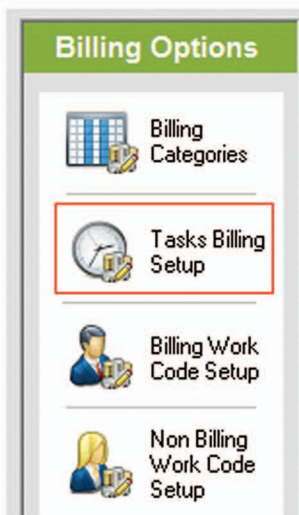 Billing Options
Billing
Categories
Tasks Billing
Setup
Billing Work
Code Setup
Non Billing
Work Code
Setup